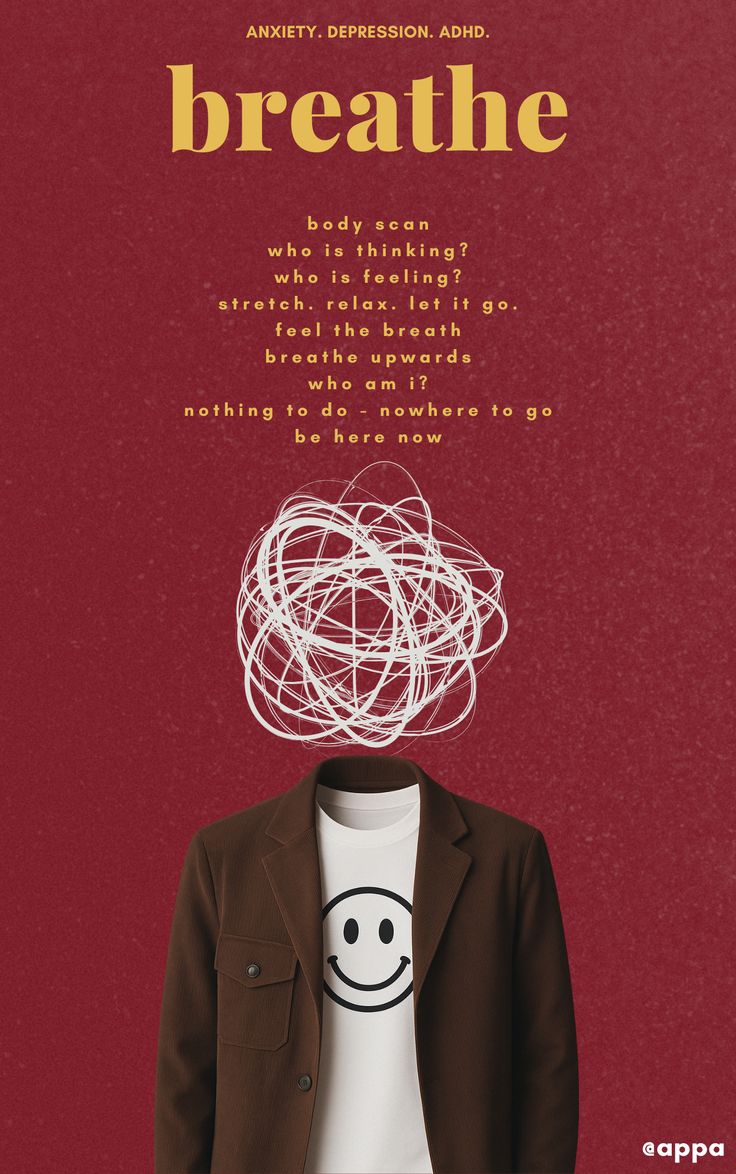 ANXIETY. DEPRESSION. ADHD.
breathe
body scan
who is thinking?
who is feeling?
stretch. relax. let it go.
feel the breath
breathe upwards
who am i?
nothing to do - nowhere to go
be here now
@appa